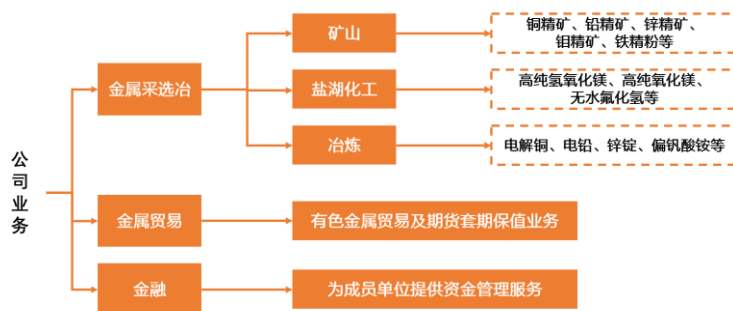 公司业务
金属采选冶
矿山
铜精矿、铅精矿、锌精矿、
钼精矿、铁精粉等
盐湖化工
高纯氢氧化镁、高纯氧化镁、
无水氟化氢等
冶炼
电解铜、电铅、锌锭、偏钒酸铵等
金属贸易
有色金属贸易及期货套期保值业务
金融
为成员单位提供资金管理服务